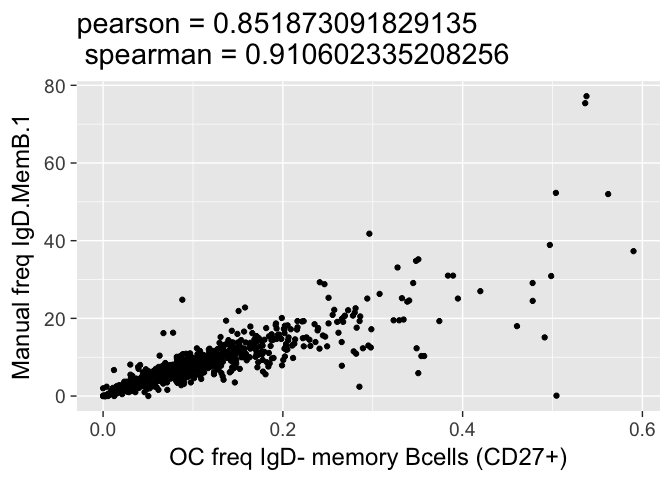 pearson = 0.851873091829135
spearman = 0.910602335208256
Manual freq IgD.MemB.1
80
60
40
20
0
0.0 0.2 0.4 0.6
OC freq IgD- memory Bcells (CD27+)